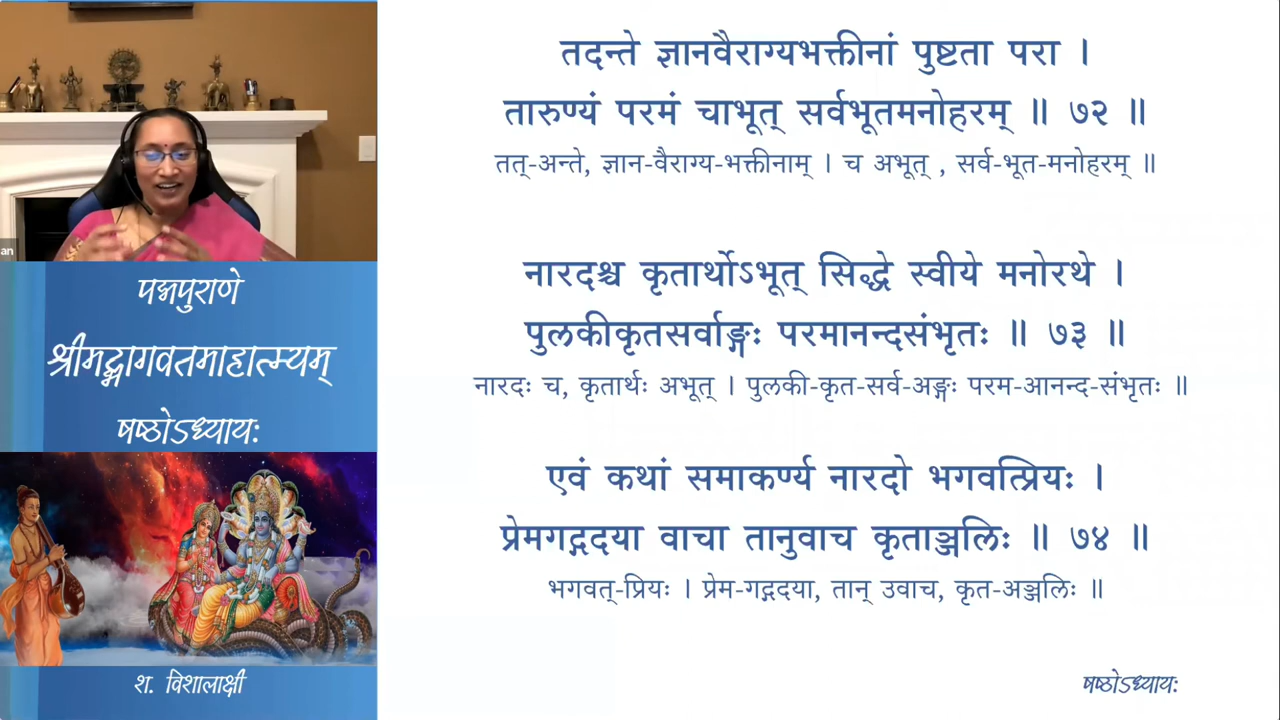 तदन्ते ज्ञानवैराग्यभक्तीनां पुष्टता परा ।
तारुण्यं परमं चाभूत् सर्वभूतमनोहरम् ॥ ७२ ॥
तत्-अन्ते, ज्ञान-वैराग्य-भक्तीनाम् । च अभूत् , सर्व-भूत-मनोहरम् ॥
नारदश्च कृतार्थोऽभूत् सिद्धे स्वीये मनोरथे ।
पुलकीकृतसर्वाङ्गः परमानन्दसंभृतः ॥ ७३ ॥
नारदः च, कृतार्थः अभूत् । पुलकी-कृत-सर्व-अङ्गः परम-आनन्द-संभृतः ॥
एवं कथां समाकर्ण्य नारदो भगवत्प्रियः ।
प्रेमगद्गदया वाचा तानुवाच कृताञ्जलिः ॥ ७४ ॥
भगवत्-प्रियः । प्रेम-गद्गदया, तान् उवाच, कृत-अञ्जलिः ॥
षष्ठोऽध्यायः
an
पद्मपुराणे
श्रीमद्भागवतमाहात्म्यम्
षष्ठोऽध्यायः
श. विशालाक्षी